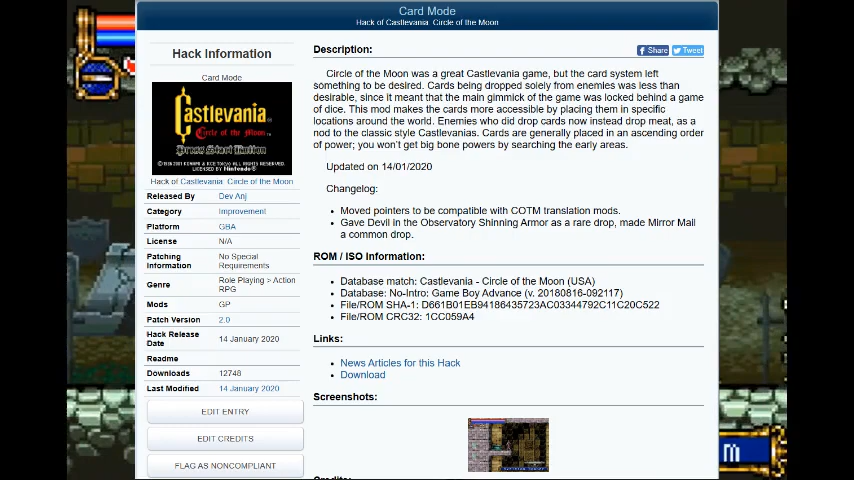 Card Mode
Hack of Castlevania: Circle of the Moon
Hack Information
Card Mode
Castlevania
Circle of the Moon
Press Start Button
LICENSED BY Nintendo
Hack of Castlevania: Circle of the Moon
Released By Dev Anj
Category Improvement
Platform GBA
License N/A
Patching Information No Special Requirements
Genre Role Playing > Action RPG
Mods GP
Patch Version 2.0
Hack Release Date 14 January 2020
Readme
Downloads 12748
Last Modified 14 January 2020
EDIT ENTRY
EDIT CREDITS
FLAG AS NONCOMPLIANT
Description:
Share Tweet
Circle of the Moon was a great Castlevania game, but the card system left
something to be desired. Cards being dropped solely from enemies was less than
desirable, since it meant that the main gimmick of the game was locked behind a game
of dice. This mod makes the cards more accessible by placing them in specific
locations around the world. Enemies who did drop cards now instead drop meat, as a
nod to the classic style Castlevanias. Cards are generally placed in an ascending order
of power; you won't get big bone powers by searching the early areas.
Updated on 14/01/2020
Changelog:
Moved pointers to be compatible with COTM translation mods.
Gave Devil in the Observatory Shinning Armor as a rare drop, made Mirror Mail
a common drop.
ROM / ISO Information:
Database match: Castlevania - Circle of the Moon (USA)
Database: No-Intro: Game Boy Advance (v. 20180816-092117)
File/ROM SHA-1: D661B01EB94186435723AC03344792C11C20C522
File/ROM CRC32: 1CC059A4
Links:
News Articles for this Hack
Download
Screenshots:
Credits:
m